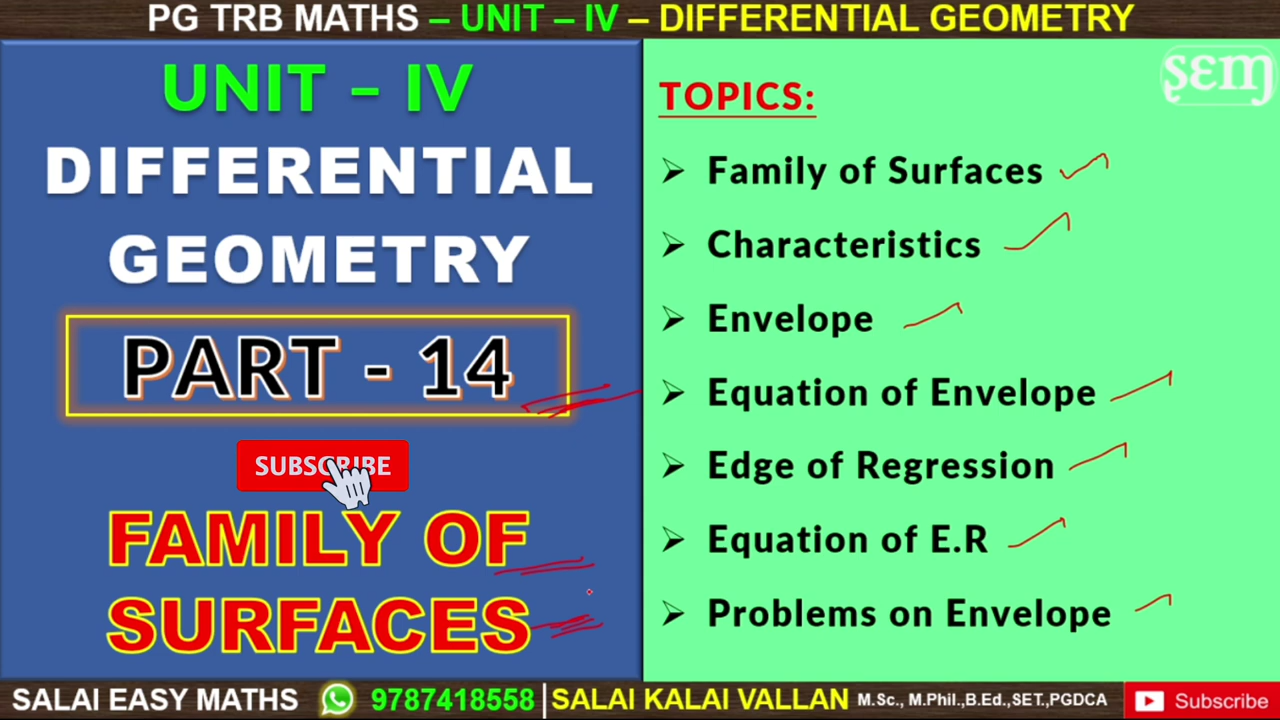 PG TRB MATHS – UNIT – IV – DIFFERENTIAL GEOMETRY
UNIT – IV
DIFFERENTIAL
GEOMETRY
PART - 14
SUBSCRIBE
FAMILY OF
SURFACES
sɛm
TOPICS:
➢ Family of Surfaces
➢ Characteristics
➢ Envelope
➢ Equation of Envelope
➢ Edge of Regression
➢ Equation of E.R
➢ Problems on Envelope
SALAI EASY MATHS 9787418558 | SALAI KALAI VALLAN M.Sc., M.Phil.,B.Ed.,SET.,PGDCA Subscribe